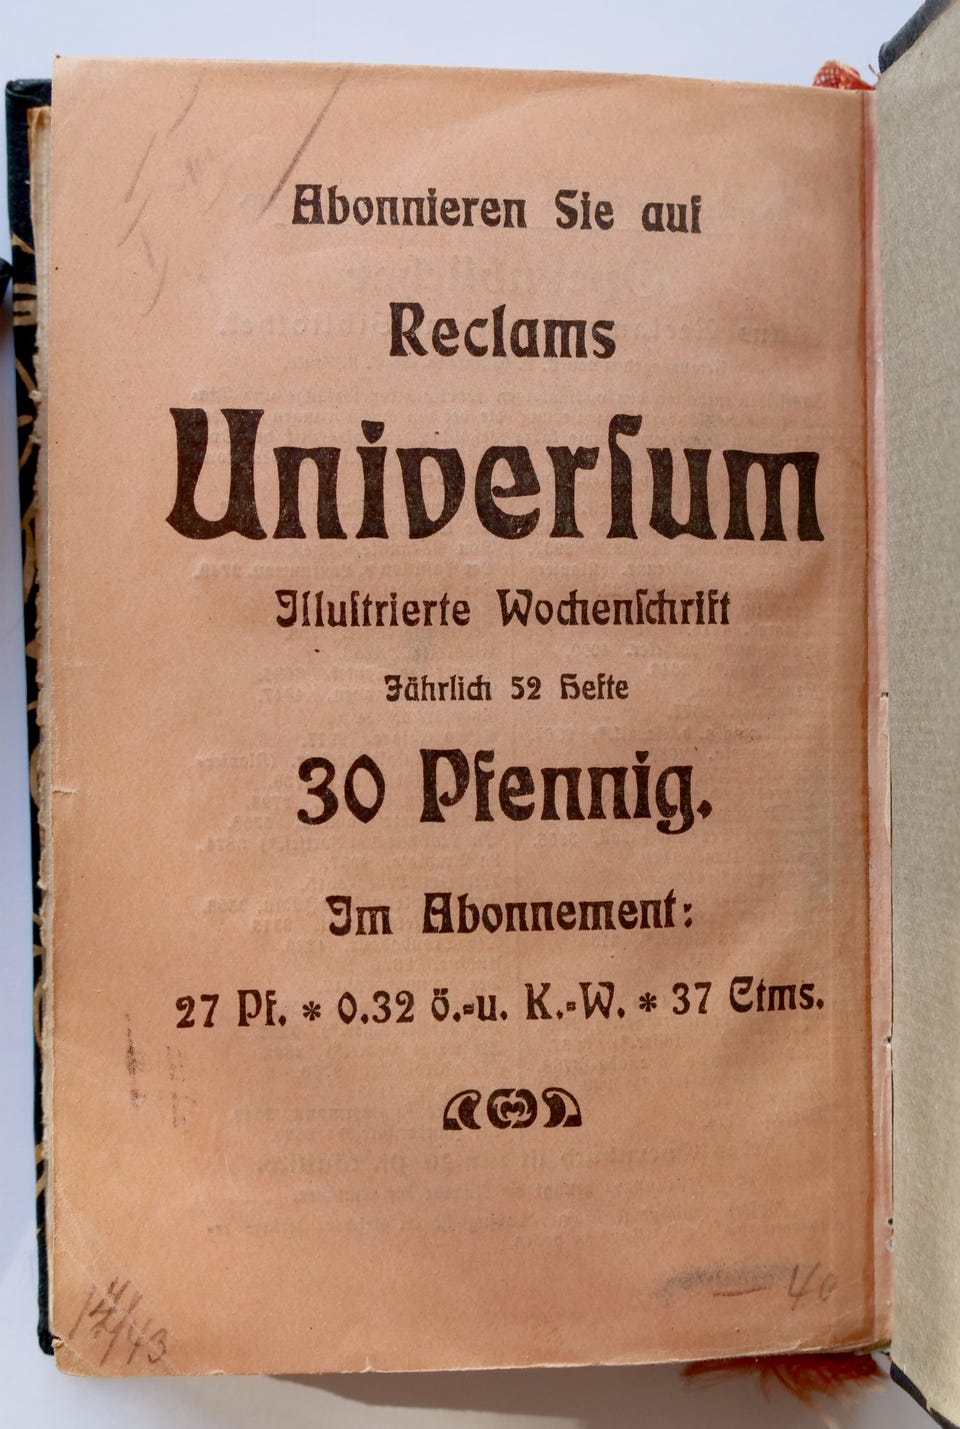 Abonnieren Sie auf
Reclams
Univerſum
Illuſtrierte Wochenſchrift
Jährlich 52 Hefte
30 Pfennig.
Im Abonnement:
27 Pf. * 0.32 ö.-u. K.-W. * 37 Ctms.
40